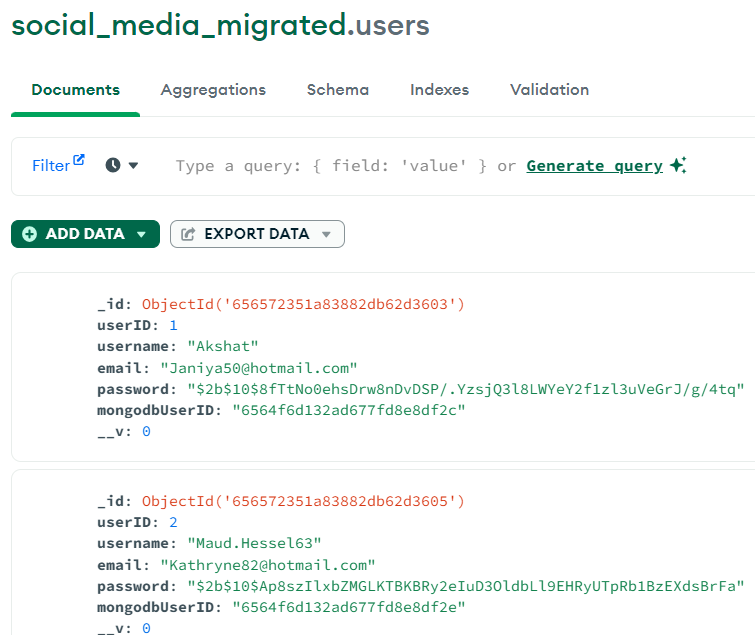 social_media_migrated.users
Documents Aggregations Schema Indexes Validation
Filter Type a query: { field: 'value' } or Generate query
ADD DATA EXPORT DATA
_id: ObjectId('656572351a83882db62d3603')
userID: 1
username: "Akshat"
email: "Janiya50@hotmail.com"
password: "$2b$10$8fTtNo0ehsDrw8nDvDSP/.YzsjQ3l8LWYeY2f1zl3uVeGrJ/g/4tq"
mongodbUserID: "6564f6d132ad677fd8e8df2c"
__v: 0
_id: ObjectId('656572351a83882db62d3605')
userID: 2
username: "Maud.Hessel63"
email: "Kathryne82@hotmail.com"
password: "$2b$10$Ap8szIlxbZMGLKTBKBRy2eIuD3OldbLl9EHRyUTpRb1BzEXdsBrFa"
mongodbUserID: "6564f6d132ad677fd8e8df2e"
__v: 0